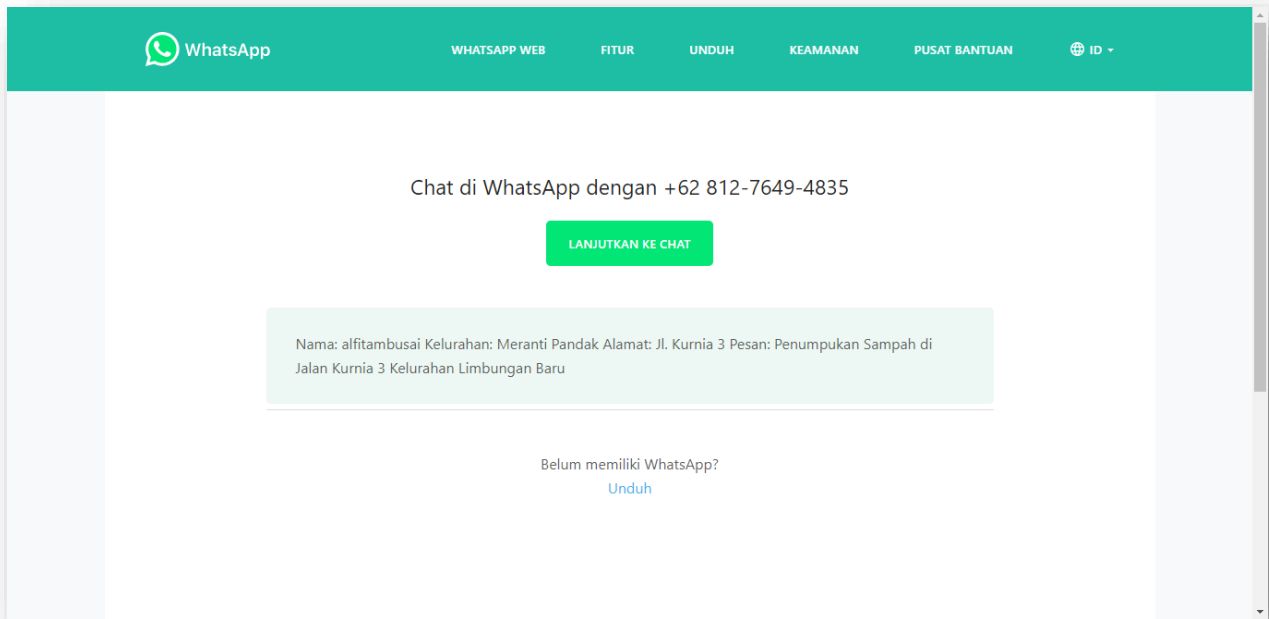 WhatsApp
WHATSAPP WEB FITUR UNDUH KEAMANAN PUSAT BANTUAN ID
Chat di WhatsApp dengan +62 812-7649-4835
LANJUTKAN KE CHAT
Nama: alfitambusai Kelurahan: Meranti Pandak Alamat: Jl. Kurnia 3 Pesan: Penumpukan Sampah di
Jalan Kurnia 3 Kelurahan Limbungan Baru
Belum memiliki WhatsApp?
Unduh